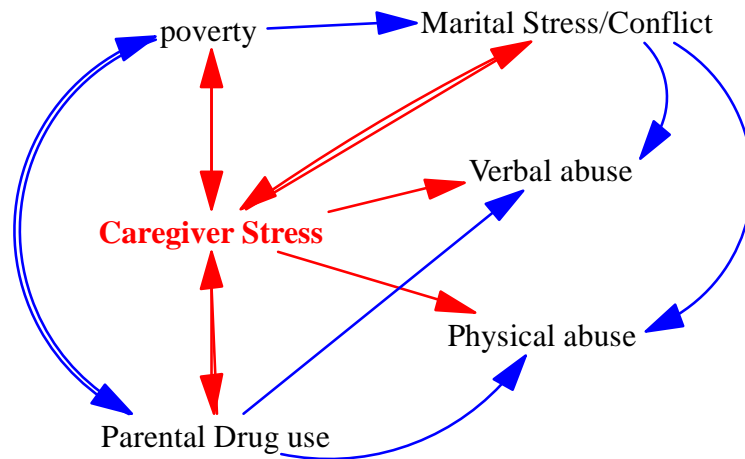 poverty
Marital Stress/Conflict
Verbal abuse
Caregiver Stress
Physical abuse
Parental Drug use